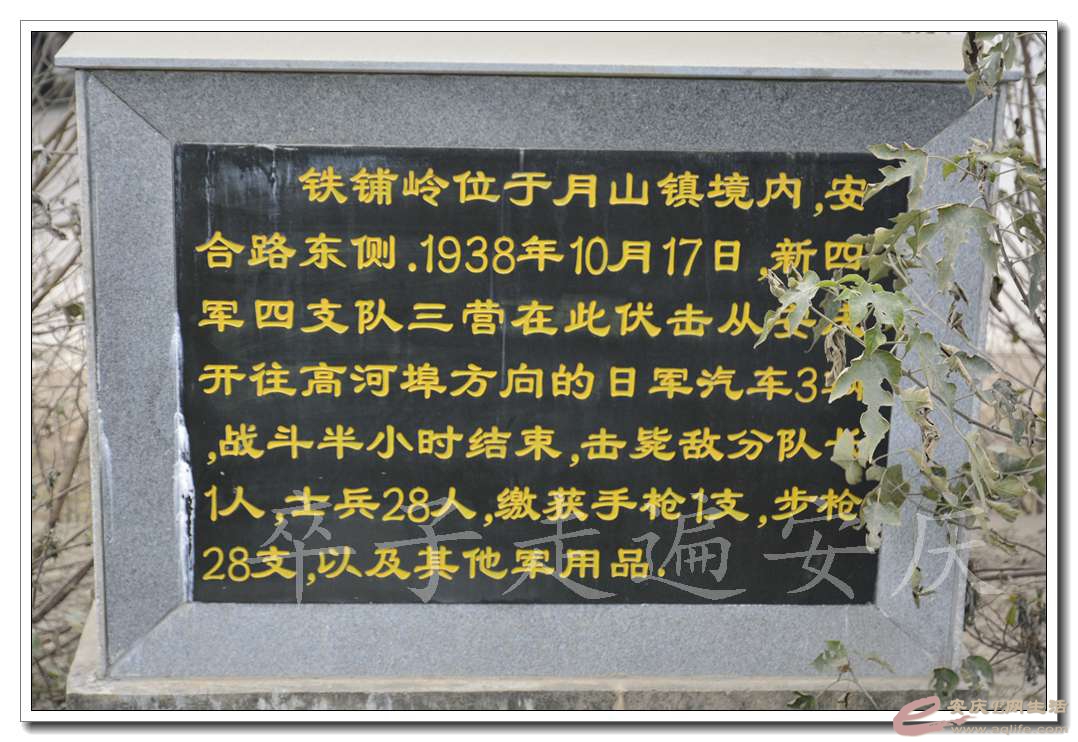 铁铺岭位于月山镇境内,安
合路东侧.1938年10月17日,新四
军四支队三营在此伏击从
开往高河埠方向的日军汽车3
,战斗半小时结束,击毙敌分队长
1人,士兵28人,缴获手枪1支,步枪
28支,以及其他军用品.
卒子走遍安庆
安庆E网生活
www.aqlife.com